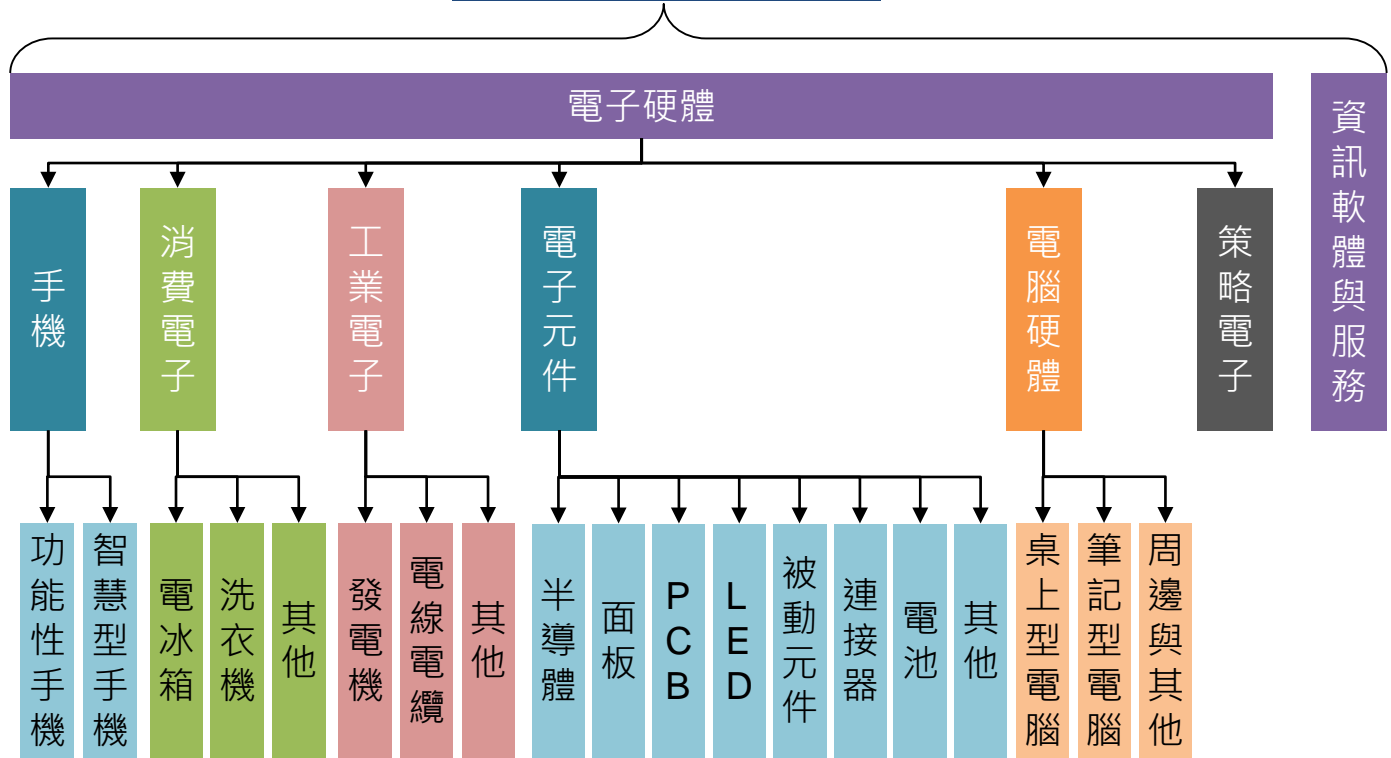 電子硬體
資訊軟體與服務
手機
消費電子
工業電子
電子元件
電腦硬體
策略電子
功能性手機
智慧型手機
電冰箱
洗衣機
其他
發電機
電線電纜
其他
半導體
面板
PCB
LED
被動元件
連接器
電池
其他
桌上型電腦
筆記型電腦
周邊與其他